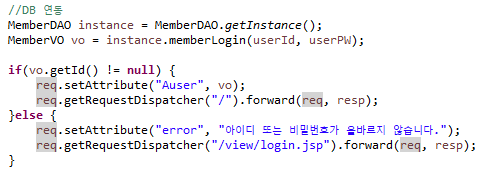 //DB 연동
MemberDAO instance = MemberDAO.getInstance();
MemberVO vo = instance.memberLogin(userId, userPW);
if(vo.getId() != null) {
req.setAttribute("Auser", vo);
req.getRequestDispatcher("/").forward(req, resp);
}else {
req.setAttribute("error", "아이디 또는 비밀번호가 올바르지 않습니다.");
req.getRequestDispatcher("/view/login.jsp").forward(req, resp);
}